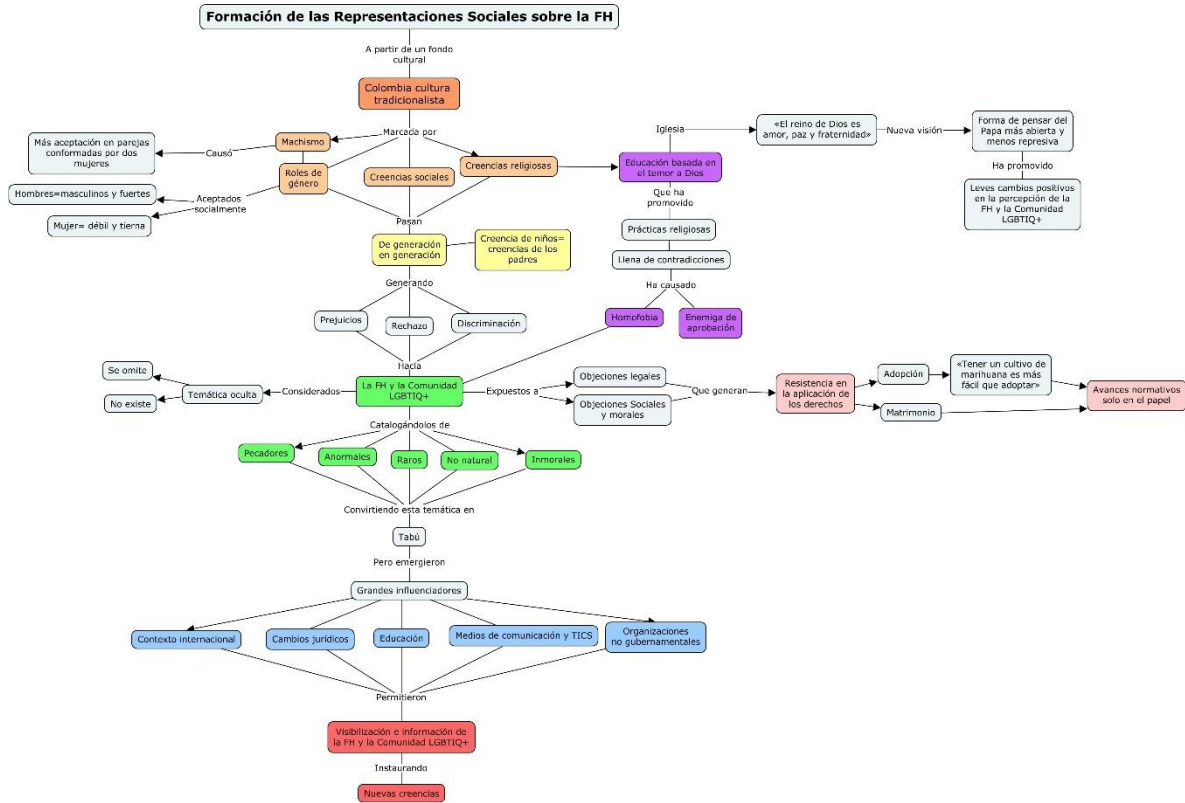 Formación de las Representaciones Sociales sobre la FH
A partir de un fondo
cultural
Colombia cultura
tradicionalista
Marcada por
Machismo
Causó
Más aceptación en parejas
conformadas por dos
mujeres
Roles de
género
Aceptados
socialmente
Hombres=masculinos y fuertes
Mujer= débil y tierna
Creencias sociales
Creencias religiosas
Educación basada en
el temor a Dios
Iglesia
«El reino de Dios es
amor, paz y fraternidad»
Nueva visión
Forma de pensar del
Papa más abierta y
menos represiva
Ha promovido
Leves cambios positivos
en la percepción de la
FH y la Comunidad
LGBTIQ+
Que ha
promovido
Prácticas religiosas
Llena de contradicciones
Ha causado
Homofobia
Enemiga de
aprobación
Pasan
De generación
en generación
Creencia de niños=
creencias de los
padres
Generando
Prejuicios
Rechazo
Discriminación
Hacia
La FH y la Comunidad
LGBTIQ+
Considerados
Temática oculta
Se omite
No existe
Expuestos a
Objeciones legales
Objeciones Sociales
y morales
Que generan
Resistencia en
la aplicación de
los derechos
Adopción
«Tener un cultivo de
marihuana es más
fácil que adoptar»
Matrimonio
Avances normativos
solo en el papel
Catalogándolos de
Pecadores
Anormales
Raros
No natural
Inmorales
Convirtiendo esta temática en
Tabú
Pero emergieron
Grandes influenciadores
Contexto internacional
Cambios jurídicos
Educación
Medios de comunicación y TICS
Organizaciones
no gubernamentales
Permitieron
Visibilización e información de
la FH y la Comunidad LGBTIQ+
Instaurando
Nuevas creencias